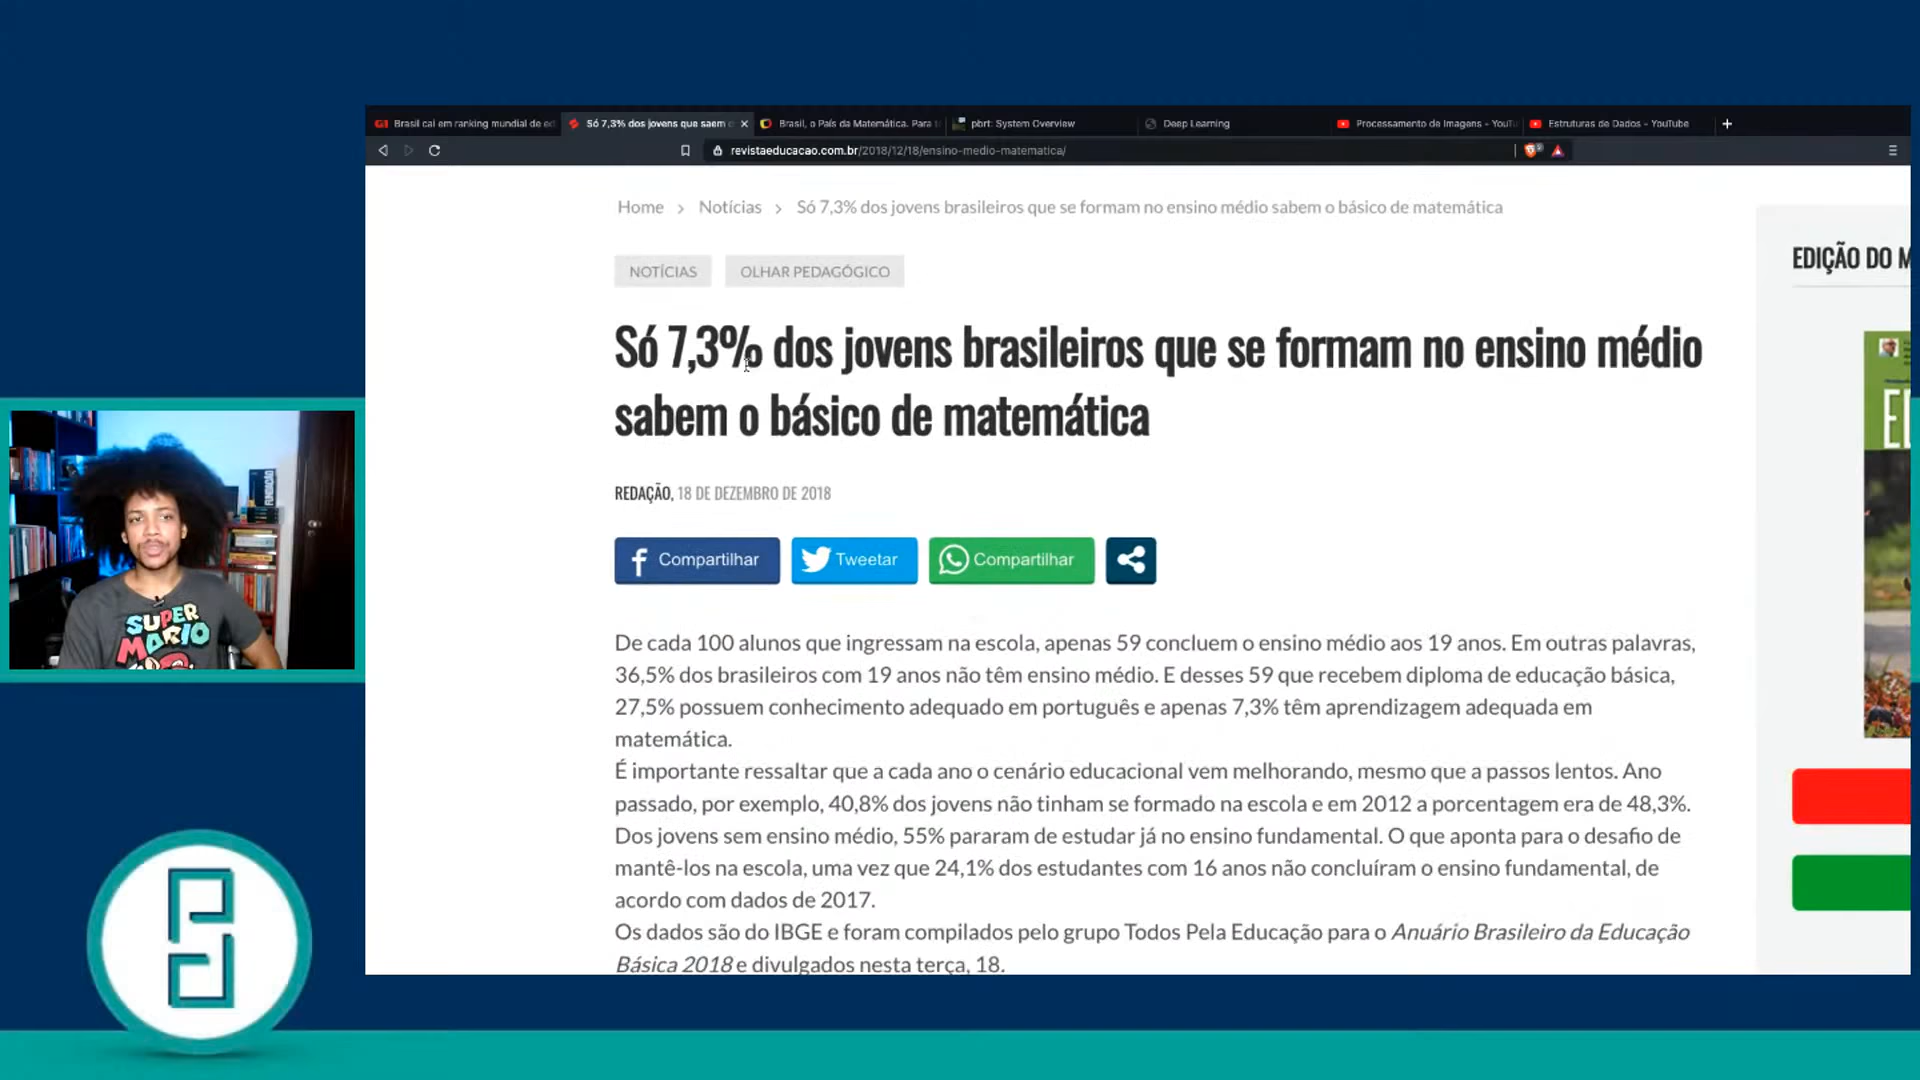 Brasil cai em ranking mundial de ed
Só 7,3% dos jovens que saem
Brasil, o País da Matemática. Para
pbrt: System Overview
Deep Learning
Processamento de Imagens - YouTu
Estruturas de Dados - YouTube
revistaeducacao.com.br/2018/12/18/ensino-medio-matematica/
Home > Notícias > Só 7,3% dos jovens brasileiros que se formam no ensino médio sabem o básico de matemática
EDIÇÃO DO M
NOTÍCIAS OLHAR PEDAGÓGICO
Só 7,3% dos jovens brasileiros que se formam no ensino médio
sabem o básico de matemática
REDAÇÃO, 18 DE DEZEMBRO DE 2018
Compartilhar
Tweetar
Compartilhar
De cada 100 alunos que ingressam na escola, apenas 59 concluem o ensino médio aos 19 anos. Em outras palavras,
36,5% dos brasileiros com 19 anos não têm ensino médio. E desses 59 que recebem diploma de educação básica,
27,5% possuem conhecimento adequado em português e apenas 7,3% têm aprendizagem adequada em
matemática.
É importante ressaltar que a cada ano o cenário educacional vem melhorando, mesmo que a passos lentos. Ano
passado, por exemplo, 40,8% dos jovens não tinham se formado na escola e em 2012 a porcentagem era de 48,3%.
Dos jovens sem ensino médio, 55% pararam de estudar já no ensino fundamental. O que aponta para o desafio de
mantê-los na escola, uma vez que 24,1% dos estudantes com 16 anos não concluíram o ensino fundamental, de
acordo com dados de 2017.
Os dados são do IBGE e foram compilados pelo grupo Todos Pela Educação para o Anuário Brasileiro da Educação
Básica 2018 e divulgados nesta terça, 18.
FUNDAÇÃO
SUPER
MARIO